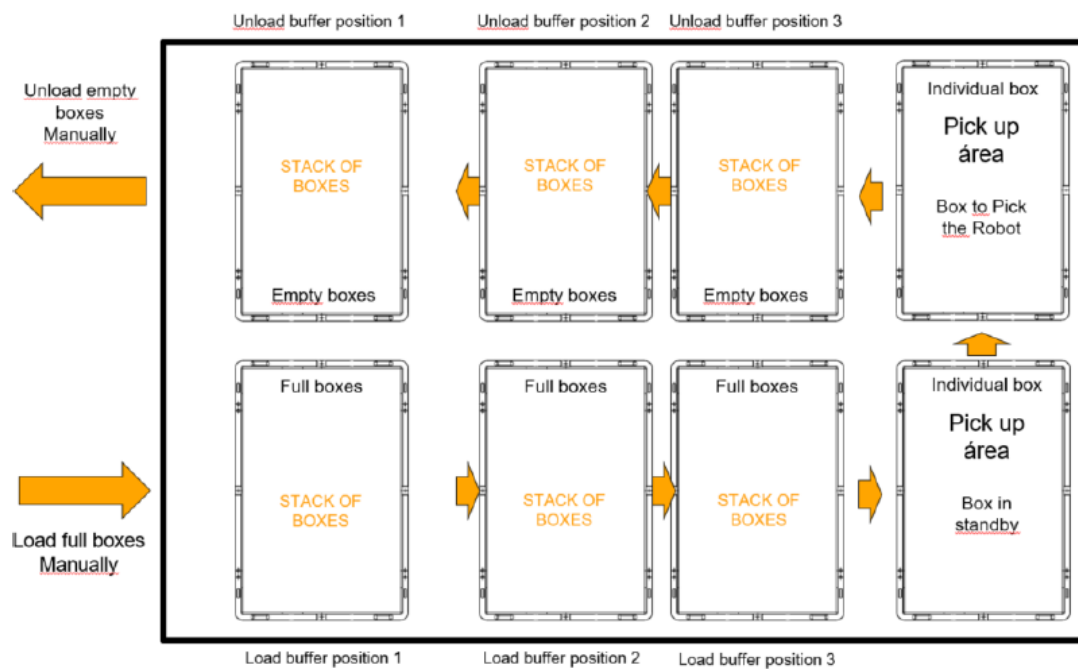 Unload buffer position 1
Unload buffer position 2
Unload buffer position 3
Unload empty
boxes
Manually
STACK OF
BOXES
Empty boxes
STACK OF
BOXES
Empty boxes
STACK OF
BOXES
Empty boxes
Individual box
Pick up
área
Box to Pick
the Robot
Load full boxes
Manually
Full boxes
STACK OF
BOXES
Full boxes
STACK OF
BOXES
Full boxes
STACK OF
BOXES
Individual box
Pick up
área
Box in
standby
Load buffer position 1
Load buffer position 2
Load buffer position 3